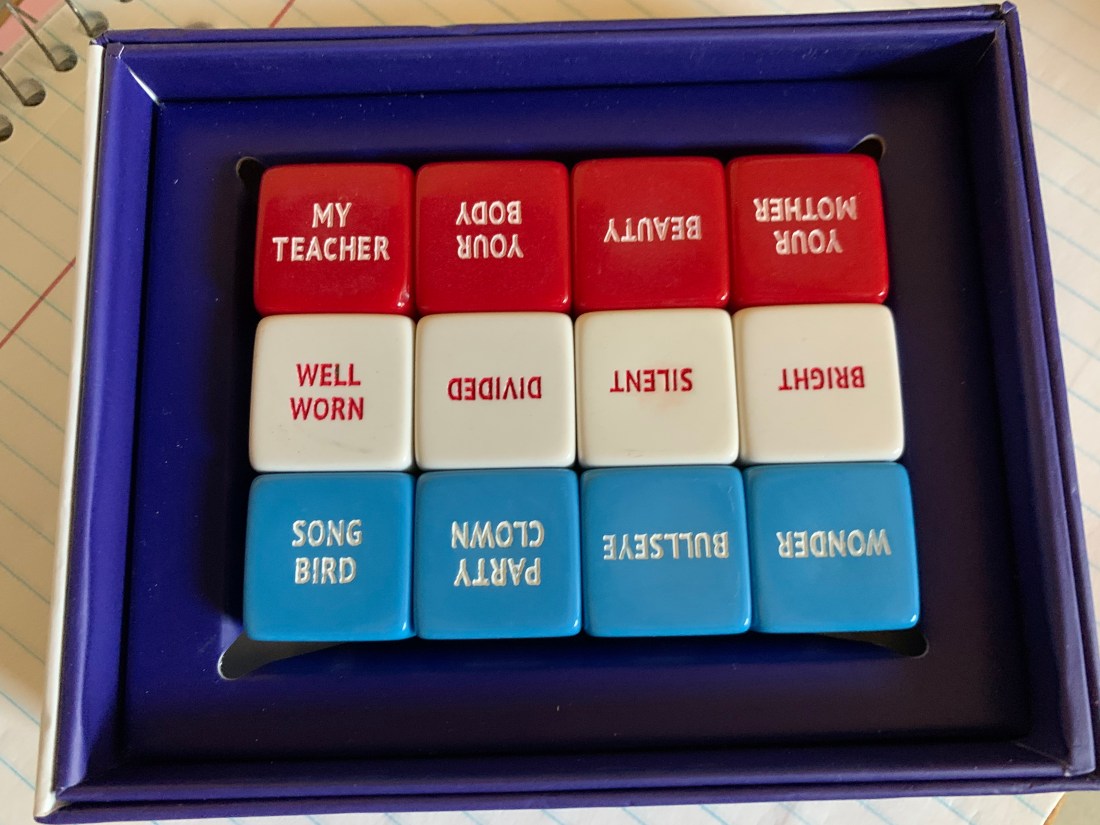 MY
TEACHER
YOUR
BODY
BEAUTY
YOUR
MOTHER
WELL
WORN
DIVIDED
SILENT
BRIGHT
SONG
BIRD
PARTY
CLOWN
BULLSEYE
WONDER